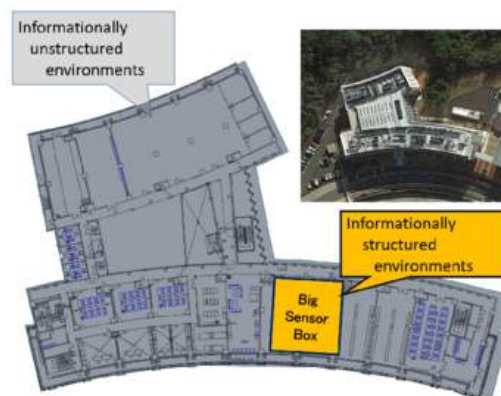 Informationally
unstructured
environments
Informationally
structured
environments
Big
Sensor
Box